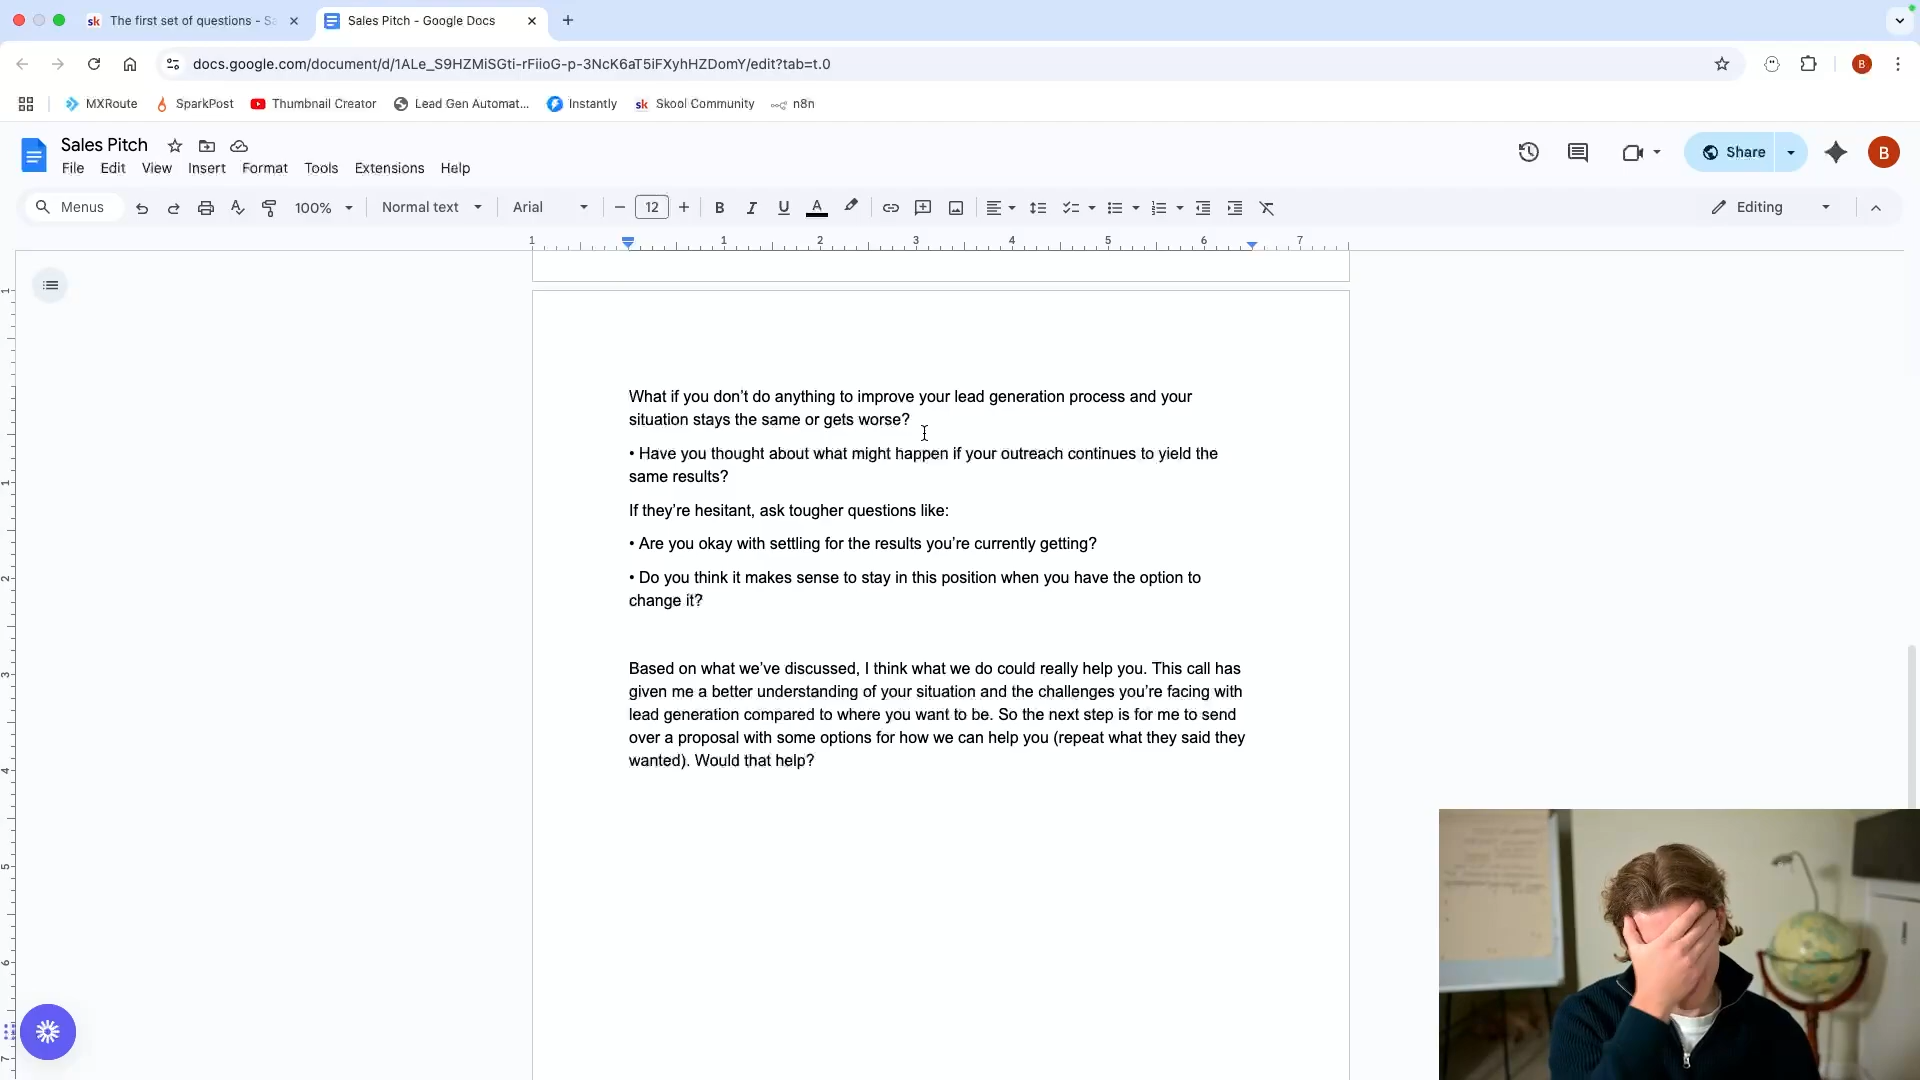 The first set of questions - Sa
Sales Pitch - Google Docs
docs.google.com/document/d/1ALe_S9HZMiSGti-rFiioG-p-3NcK6aT5iFXyhHZDomY/edit?tab=t.0
B
MXRoute
SparkPost
Thumbnail Creator
Lead Gen Automat...
Instantly
sk Skool Community
n8n
Sales Pitch
File Edit View Insert Format Tools Extensions Help
Share
B
Menus
100%
Normal text
Arial
12
Editing
1 1 2 3 4 5 6 7
What if you don't do anything to improve your lead generation process and your
situation stays the same or gets worse?
• Have you thought about what might happen if your outreach continues to yield the
same results?
If they're hesitant, ask tougher questions like:
• Are you okay with settling for the results you're currently getting?
• Do you think it makes sense to stay in this position when you have the option to
change it?
Based on what we've discussed, I think what we do could really help you. This call has
given me a better understanding of your situation and the challenges you're facing with
lead generation compared to where you want to be. So the next step is for me to send
over a proposal with some options for how we can help you (repeat what they said they
wanted). Would that help?